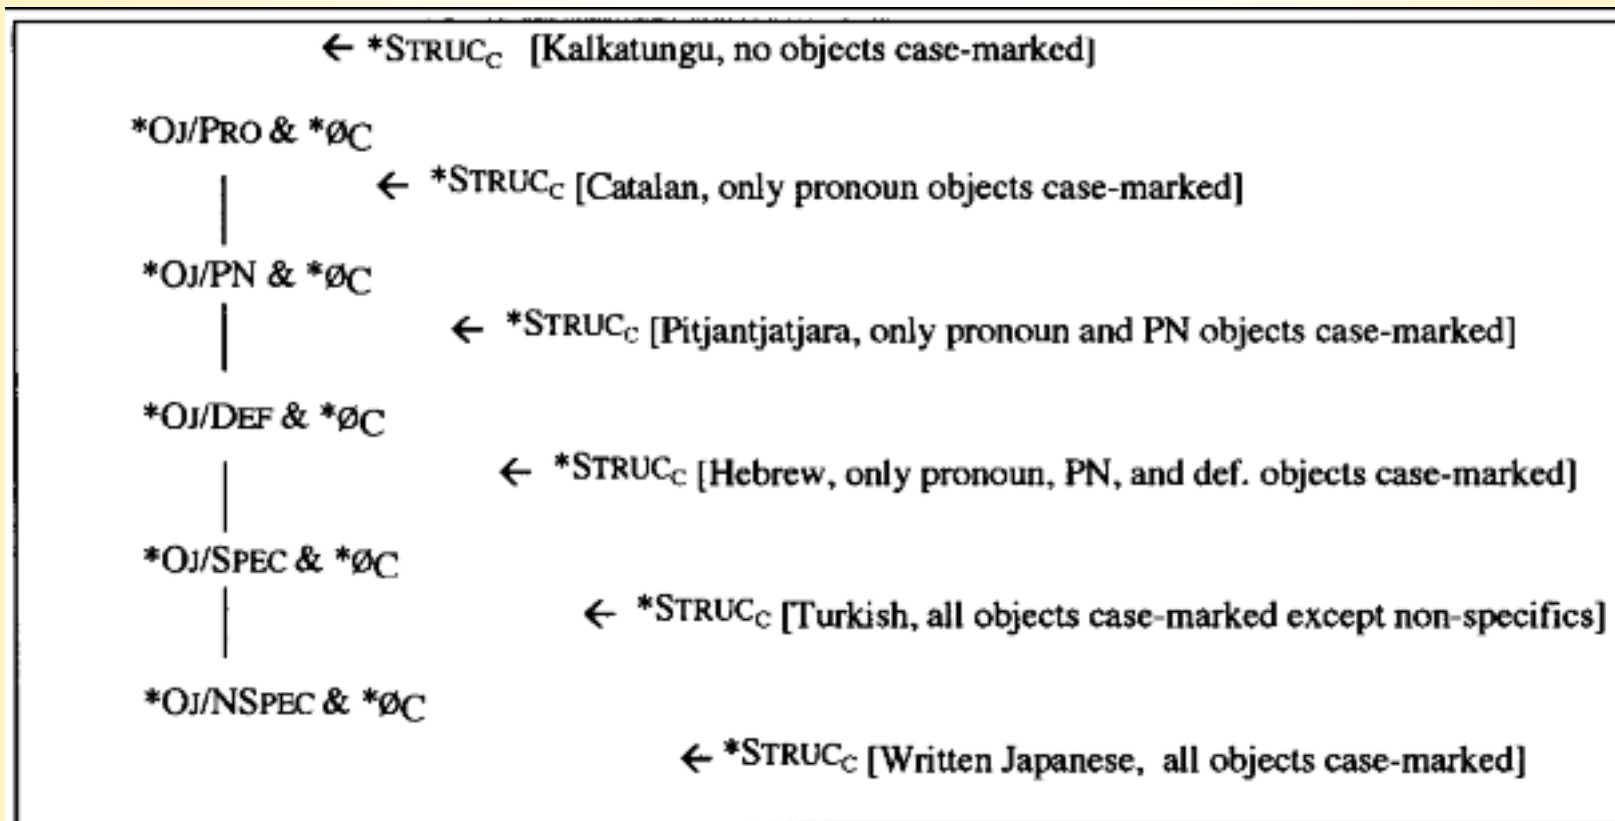 ← *STRUCC [Kalkatungu, no objects case-marked]
*OJ/PRO & *ØC
← *STRUCC [Catalan, only pronoun objects case-marked]
*OJ/PN & *ØC
← *STRUCC [Pitjantjatjara, only pronoun and PN objects case-marked]
*OJ/DEF & *ØC
← *STRUCC [Hebrew, only pronoun, PN, and def. objects case-marked]
*OJ/SPEC & *ØC
← *STRUCC [Turkish, all objects case-marked except non-specifics]
*OJ/NSPEC & *ØC
← *STRUCC [Written Japanese, all objects case-marked]